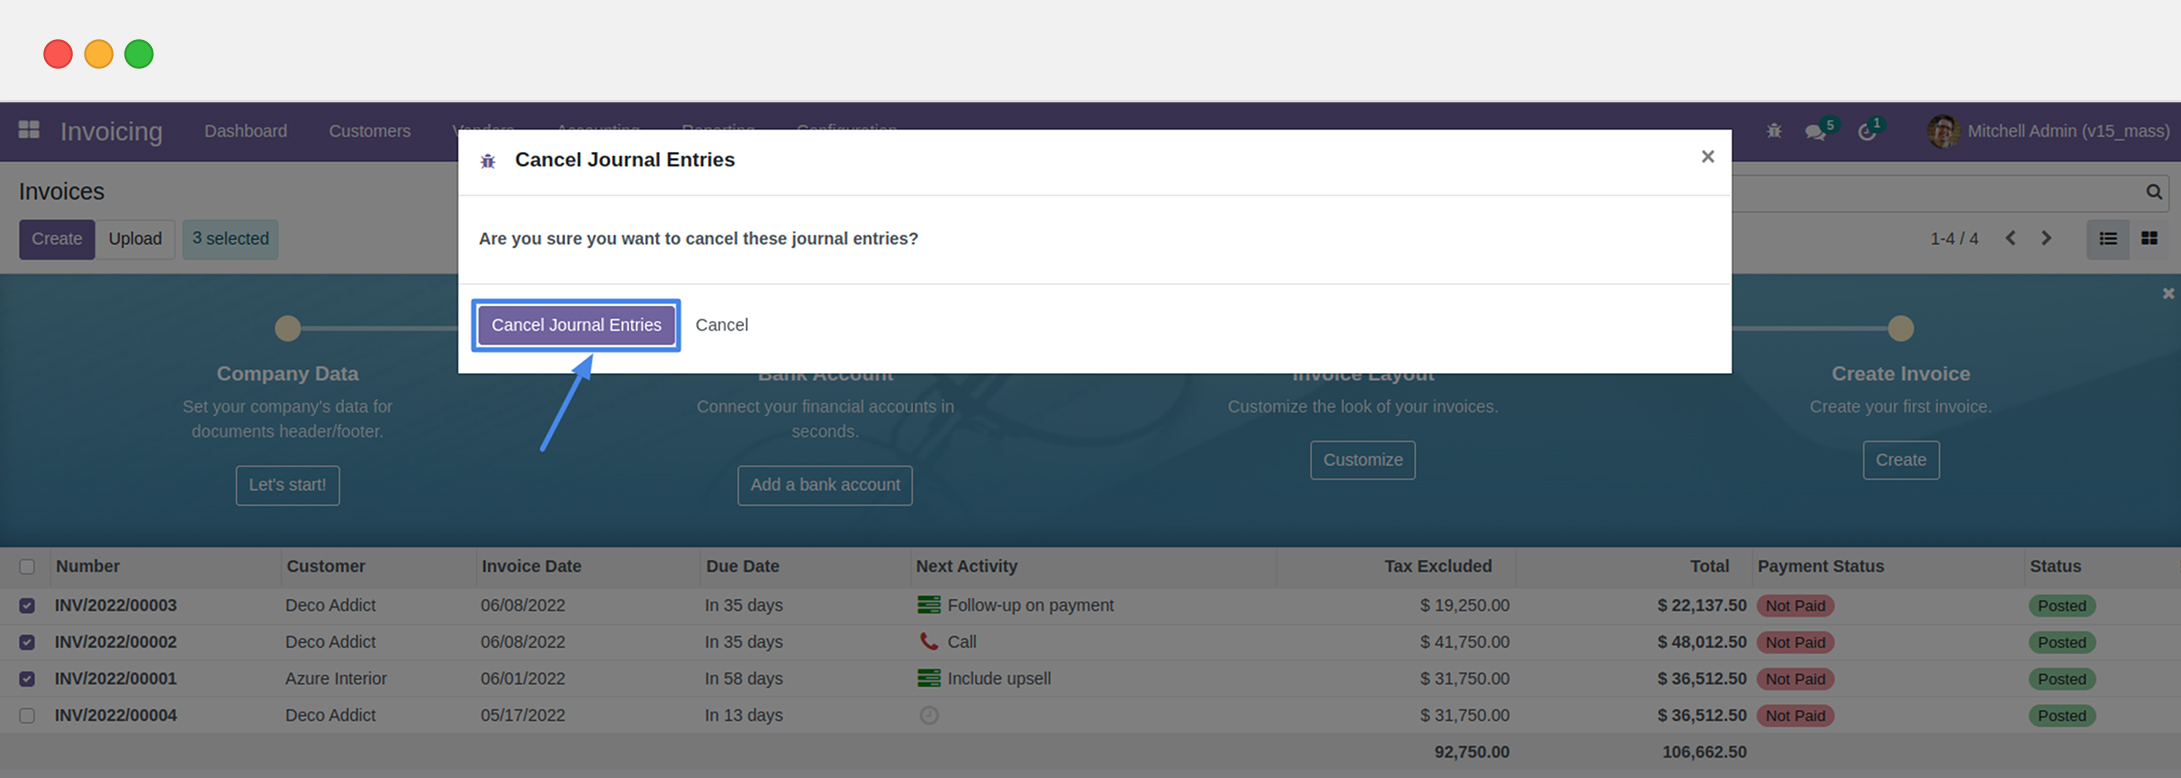 Invoicing Dashboard Customers Vendors Accounting Reporting Configuration 5 1 Mitchell Admin (v15_mass)
Cancel Journal Entries ×
Invoices
Create Upload 3 selected 1-4 / 4
Are you sure you want to cancel these journal entries?
Cancel Journal Entries Cancel
Company Data Bank Account Invoice Layout Create Invoice
Set your company's data for Connect your financial accounts in Customize the look of your invoices. Create your first invoice.
documents header/footer. seconds.
Customize Create
Let's start! Add a bank account
Number Customer Invoice Date Due Date Next Activity Tax Excluded Total Payment Status Status
INV/2022/00003 Deco Addict 06/08/2022 In 35 days Follow-up on payment $ 19,250.00 $ 22,137.50 Not Paid Posted
INV/2022/00002 Deco Addict 06/08/2022 In 35 days Call $ 41,750.00 $ 48,012.50 Not Paid Posted
INV/2022/00001 Azure Interior 06/01/2022 In 58 days Include upsell $ 31,750.00 $ 36,512.50 Not Paid Posted
INV/2022/00004 Deco Addict 05/17/2022 In 13 days $ 31,750.00 $ 36,512.50 Not Paid Posted
92,750.00 106,662.50